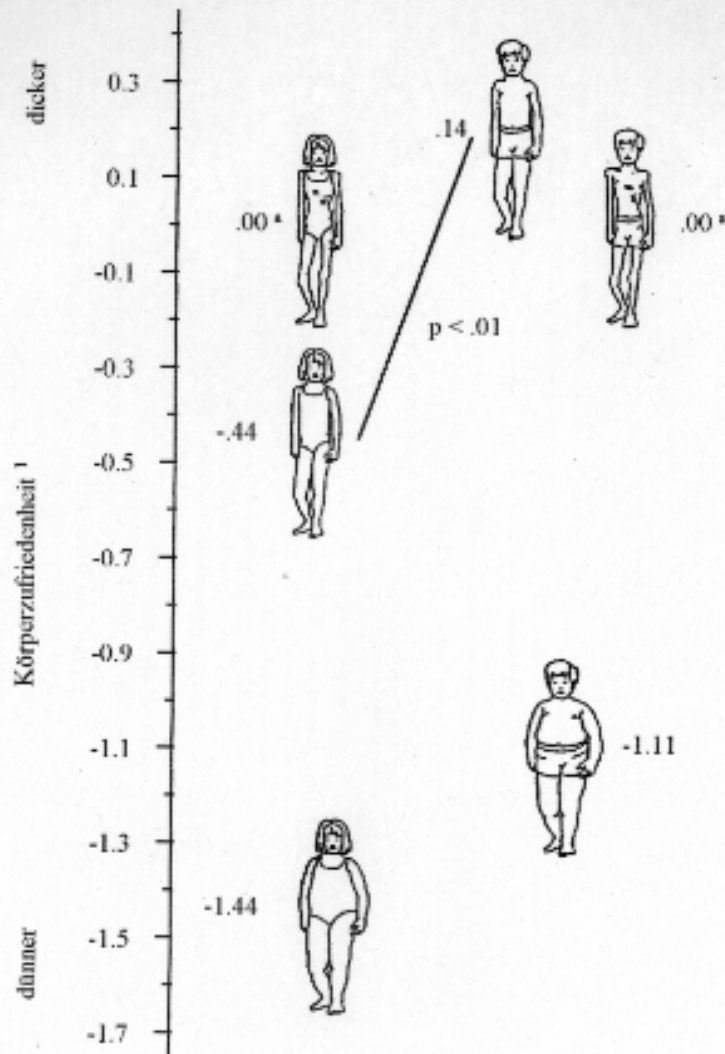 dicker
Körperzufriedenheit ¹
dünner
0.3
0.1
-0.1
-0.3
-0.5
-0.7
-0.9
-1.1
-1.3
-1.5
-1.7
.14
.00 ª
.00 ª
p < .01
-.44
-1.11
-1.44